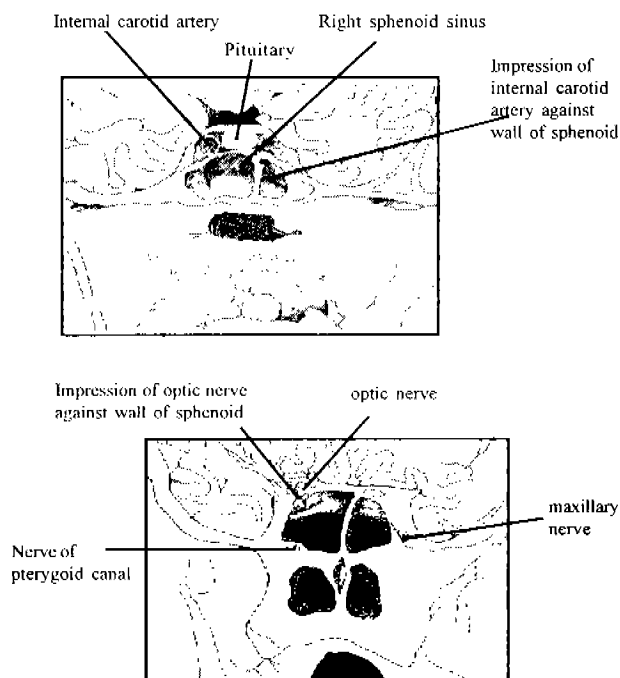 Internal carotid artery
Right sphenoid sinus
Pituitary
Impression of
internal carotid
artery against
wall of sphenoid
Impression of optic nerve
against wall of sphenoid
optic nerve
maxillary
nerve
Nerve of
pterygoid canal